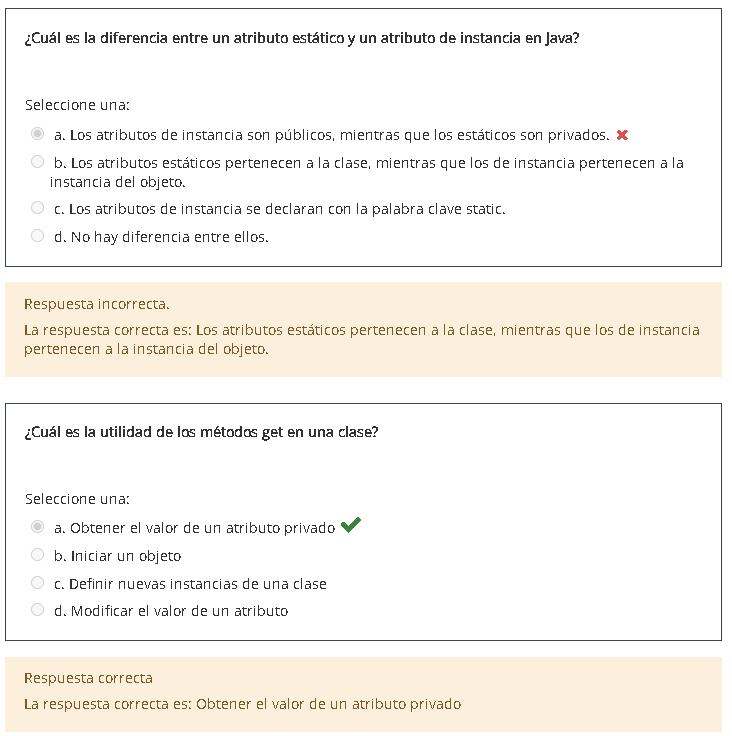 ¿Cuál es la diferencia entre un atributo estático y un atributo de instancia en Java?
Seleccione una:
a. Los atributos de instancia son públicos, mientras que los estáticos son privados.
b. Los atributos estáticos pertenecen a la clase, mientras que los de instancia pertenecen a la
instancia del objeto.
c. Los atributos de instancia se declaran con la palabra clave static.
d. No hay diferencia entre ellos.
Respuesta incorrecta.
La respuesta correcta es: Los atributos estáticos pertenecen a la clase, mientras que los de instancia
pertenecen a la instancia del objeto.
¿Cuál es la utilidad de los métodos get en una clase?
Seleccione una:
a. Obtener el valor de un atributo privado
b. Iniciar un objeto
c. Definir nuevas instancias de una clase
d. Modificar el valor de un atributo
Respuesta correcta
La respuesta correcta es: Obtener el valor de un atributo privado